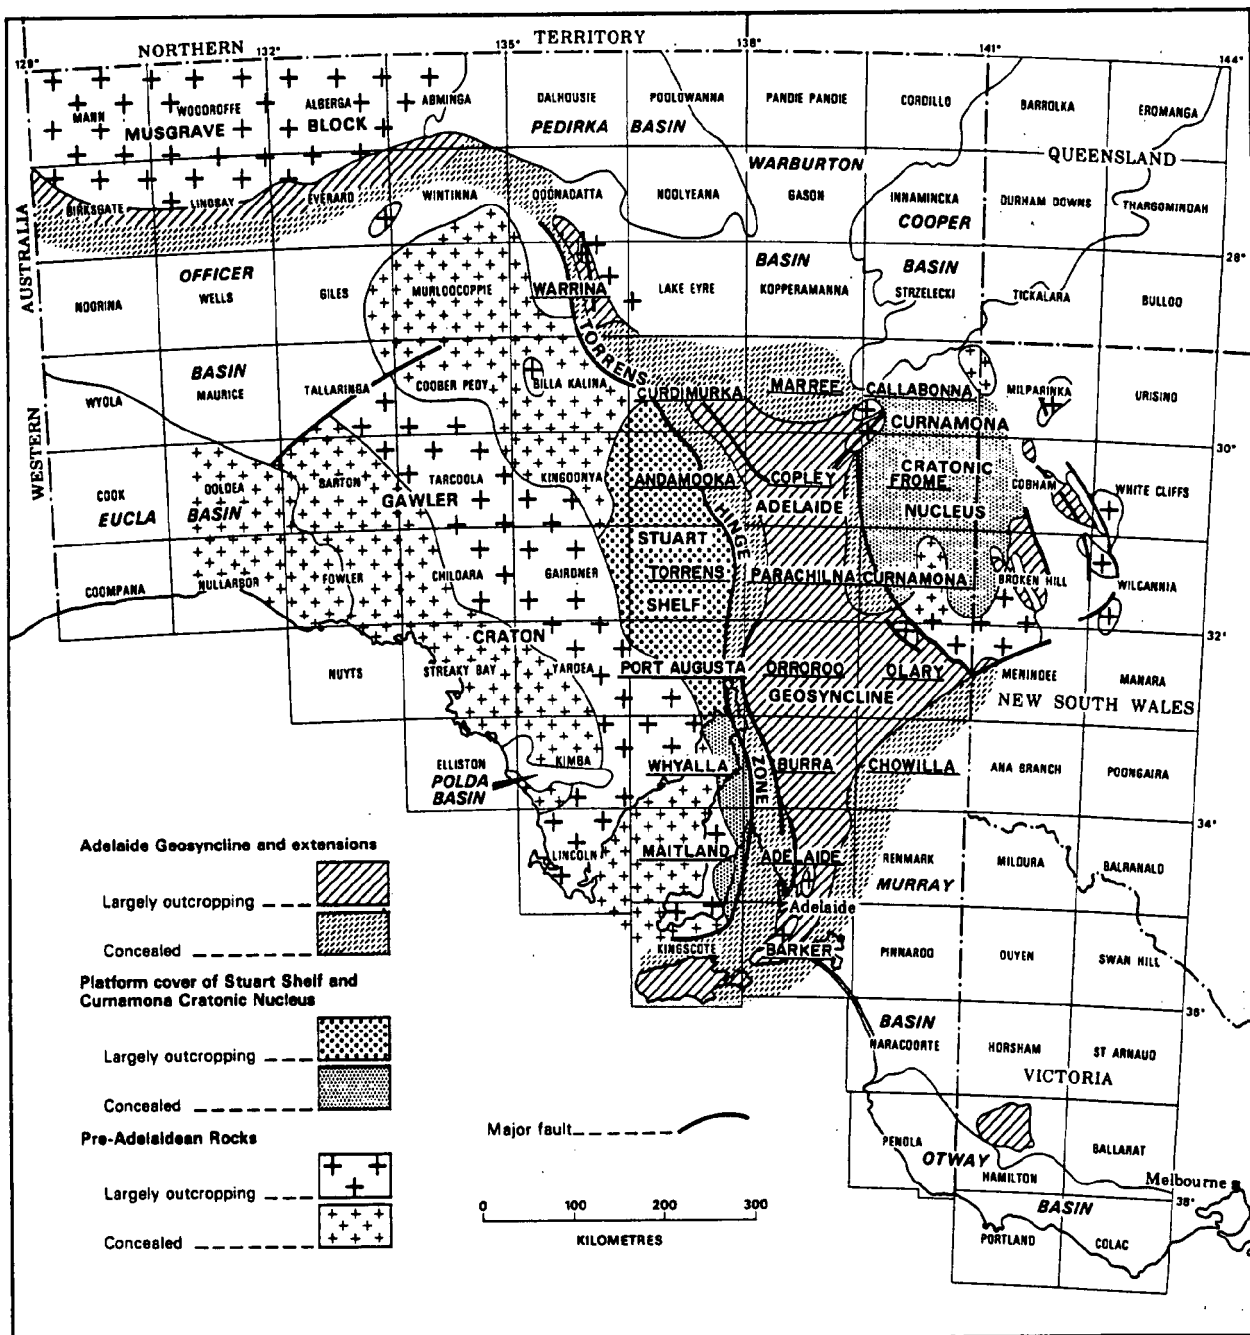 NORTHERN TERRITORY
129° 132° 135° 138° 141° 144°
MANN WOODROFFE ALBERGA ABMINGA DALHOUSIE POOLOWANNA PANDIE PANDIE CORDILLO BARROLKA EROMANGA
MUSGRAVE BLOCK PEDIRKA BASIN
WARBURTON QUEENSLAND
BIRKSGATE LINDSAY EVERARD WINTINNA OODNADATTA NOOLYEANA GASON INNAMINCKA DURHAM DOWNS THARGOMINDAH
COOPER
AUSTRALIA
28°
OFFICER BASIN BASIN
NOORINA WELLS GILES MURLOOCOPPIE WARRINA LAKE EYRE KOPPERAMANNA STRZELECKI TICKALARA BULLOO
TORRENS
BASIN
WYOLA MAURICE TALLARINGA COOBER PEDY BILLA KALINA CURDIMURKA MARREE CALLABONNA MILPARINKA URISINO
CURNAMONA
30°
WESTERN
CRATONIC
COOK OOLDEA BARTON TARCOOLA KINGOONYA ANDAMOOKA COPLEY FROME COBHAM WHITE CLIFFS
EUCLA BASIN GAWLER HINGE ADELAIDE NUCLEUS
STUART
COOMPANA NULLARBOR FOWLER CHILDARA GAIRDNER TORRENS PARACHILNA CURNAMONA BROKEN HILL WILCANNIA
SHELF
32°
CRATON
NUYTS STREAKY BAY YARDEA PORT AUGUSTA ORROROO OLARY MENINDEE MANARA
GEOSYNCLINE NEW SOUTH WALES
ELLISTON KIMBA WHYALLA ZONE BURRA CHOWILLA ANA BRANCH POONGAIRA
POLDA
BASIN
34°
LINCOLN MAITLAND ADELAIDE RENMARK MILDURA BALRANALD
MURRAY
Adelaide
KINGSCOTE BARKER PINNAROO OUYEN SWAN HILL
36°
BASIN
NARACOORTE HORSHAM ST ARNAUD
VICTORIA
PENOLA BALLARAT
OTWAY HAMILTON Melbourne
38°
BASIN
PORTLAND COLAC
Adelaide Geosyncline and extensions
Largely outcropping
Concealed
Platform cover of Stuart Shelf and
Curnamona Cratonic Nucleus
Largely outcropping
Concealed
Pre-Adelaidean Rocks
Largely outcropping
Concealed
Major fault
0 100 200 300
KILOMETRES